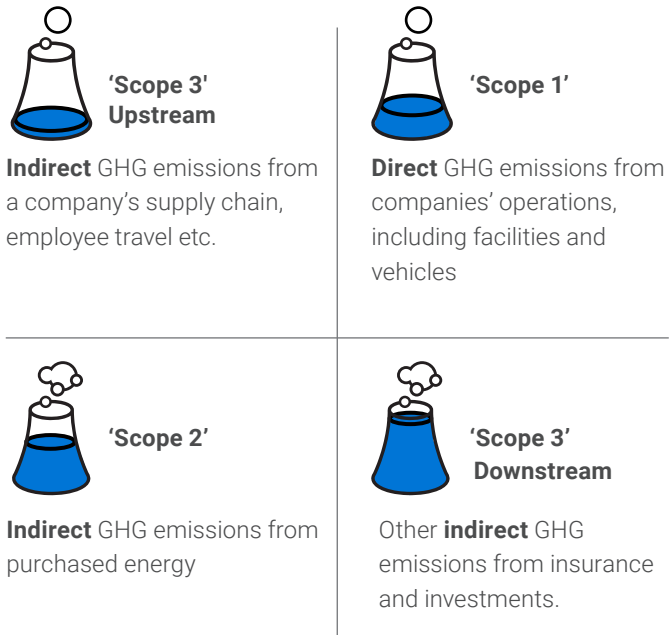 ‘Scope 3'
Upstream
Indirect GHG emissions from
a company’s supply chain,
employee travel etc.
‘Scope 1’
Direct GHG emissions from
companies’ operations,
including facilities and
vehicles
‘Scope 2’
Indirect GHG emissions from
purchased energy
‘Scope 3’
Downstream
Other indirect GHG
emissions from insurance
and investments.